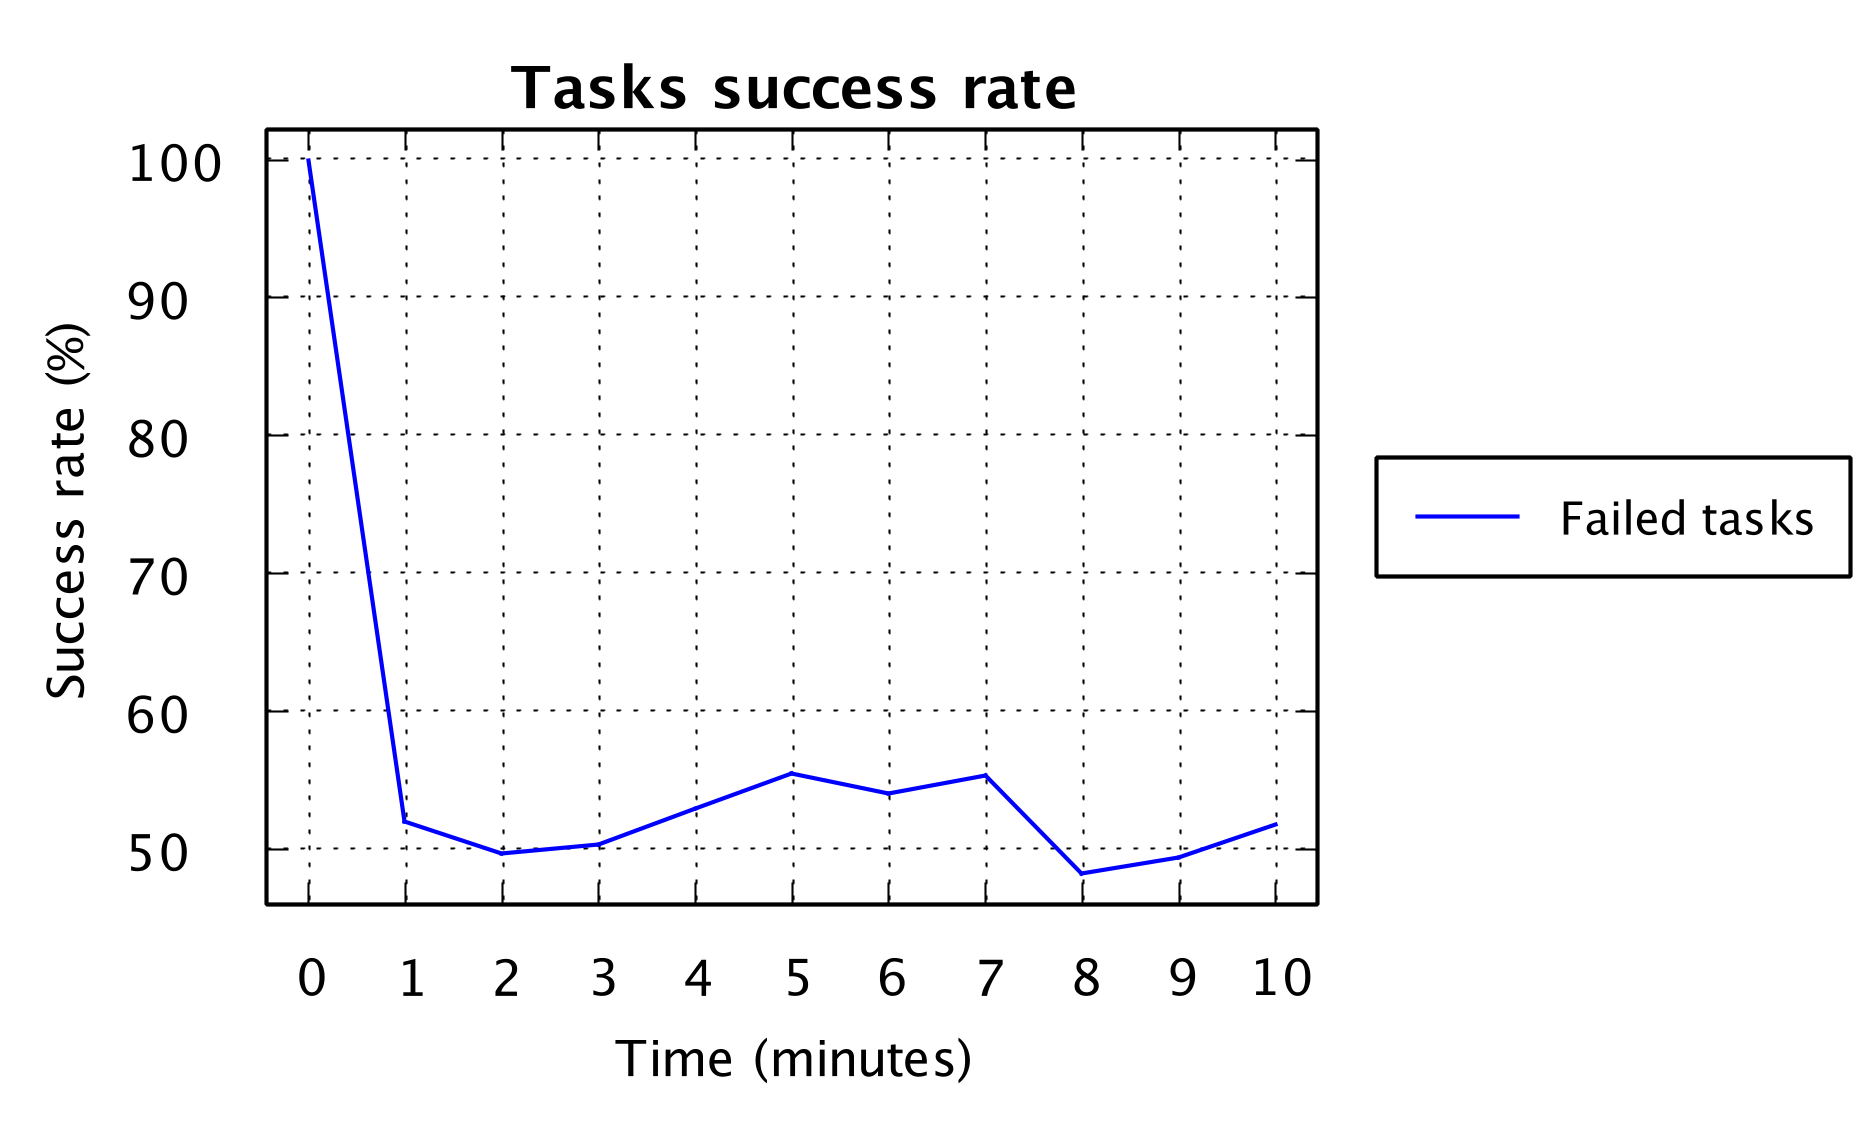 Tasks success rate
100
90
80
70
60
50
Success rate (%)
0 1 2 3 4 5 6 7 8 9 10
Time (minutes)
Failed tasks